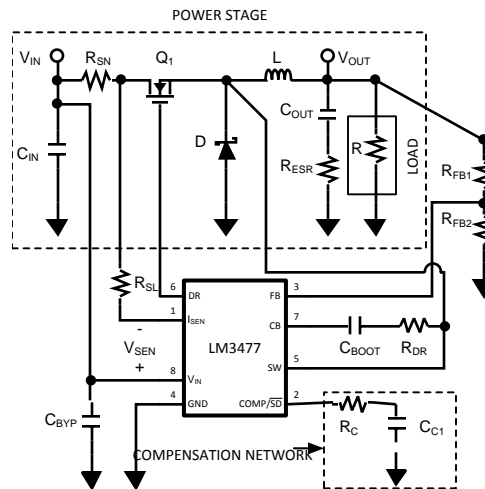 POWER STAGE
VIN
RSN
Q1
L
VOUT
CIN
D
COUT
RESR
R
LOAD
RFB1
RFB2
RSL
6
DR
FB
3
1
ISEN
CB
7
-
VSEN
+
LM3477
CBOOT
RDR
8
VIN
SW
5
4
GND
COMP/SD
2
CBYP
COMPENSATION NETWORK
RC
CC1